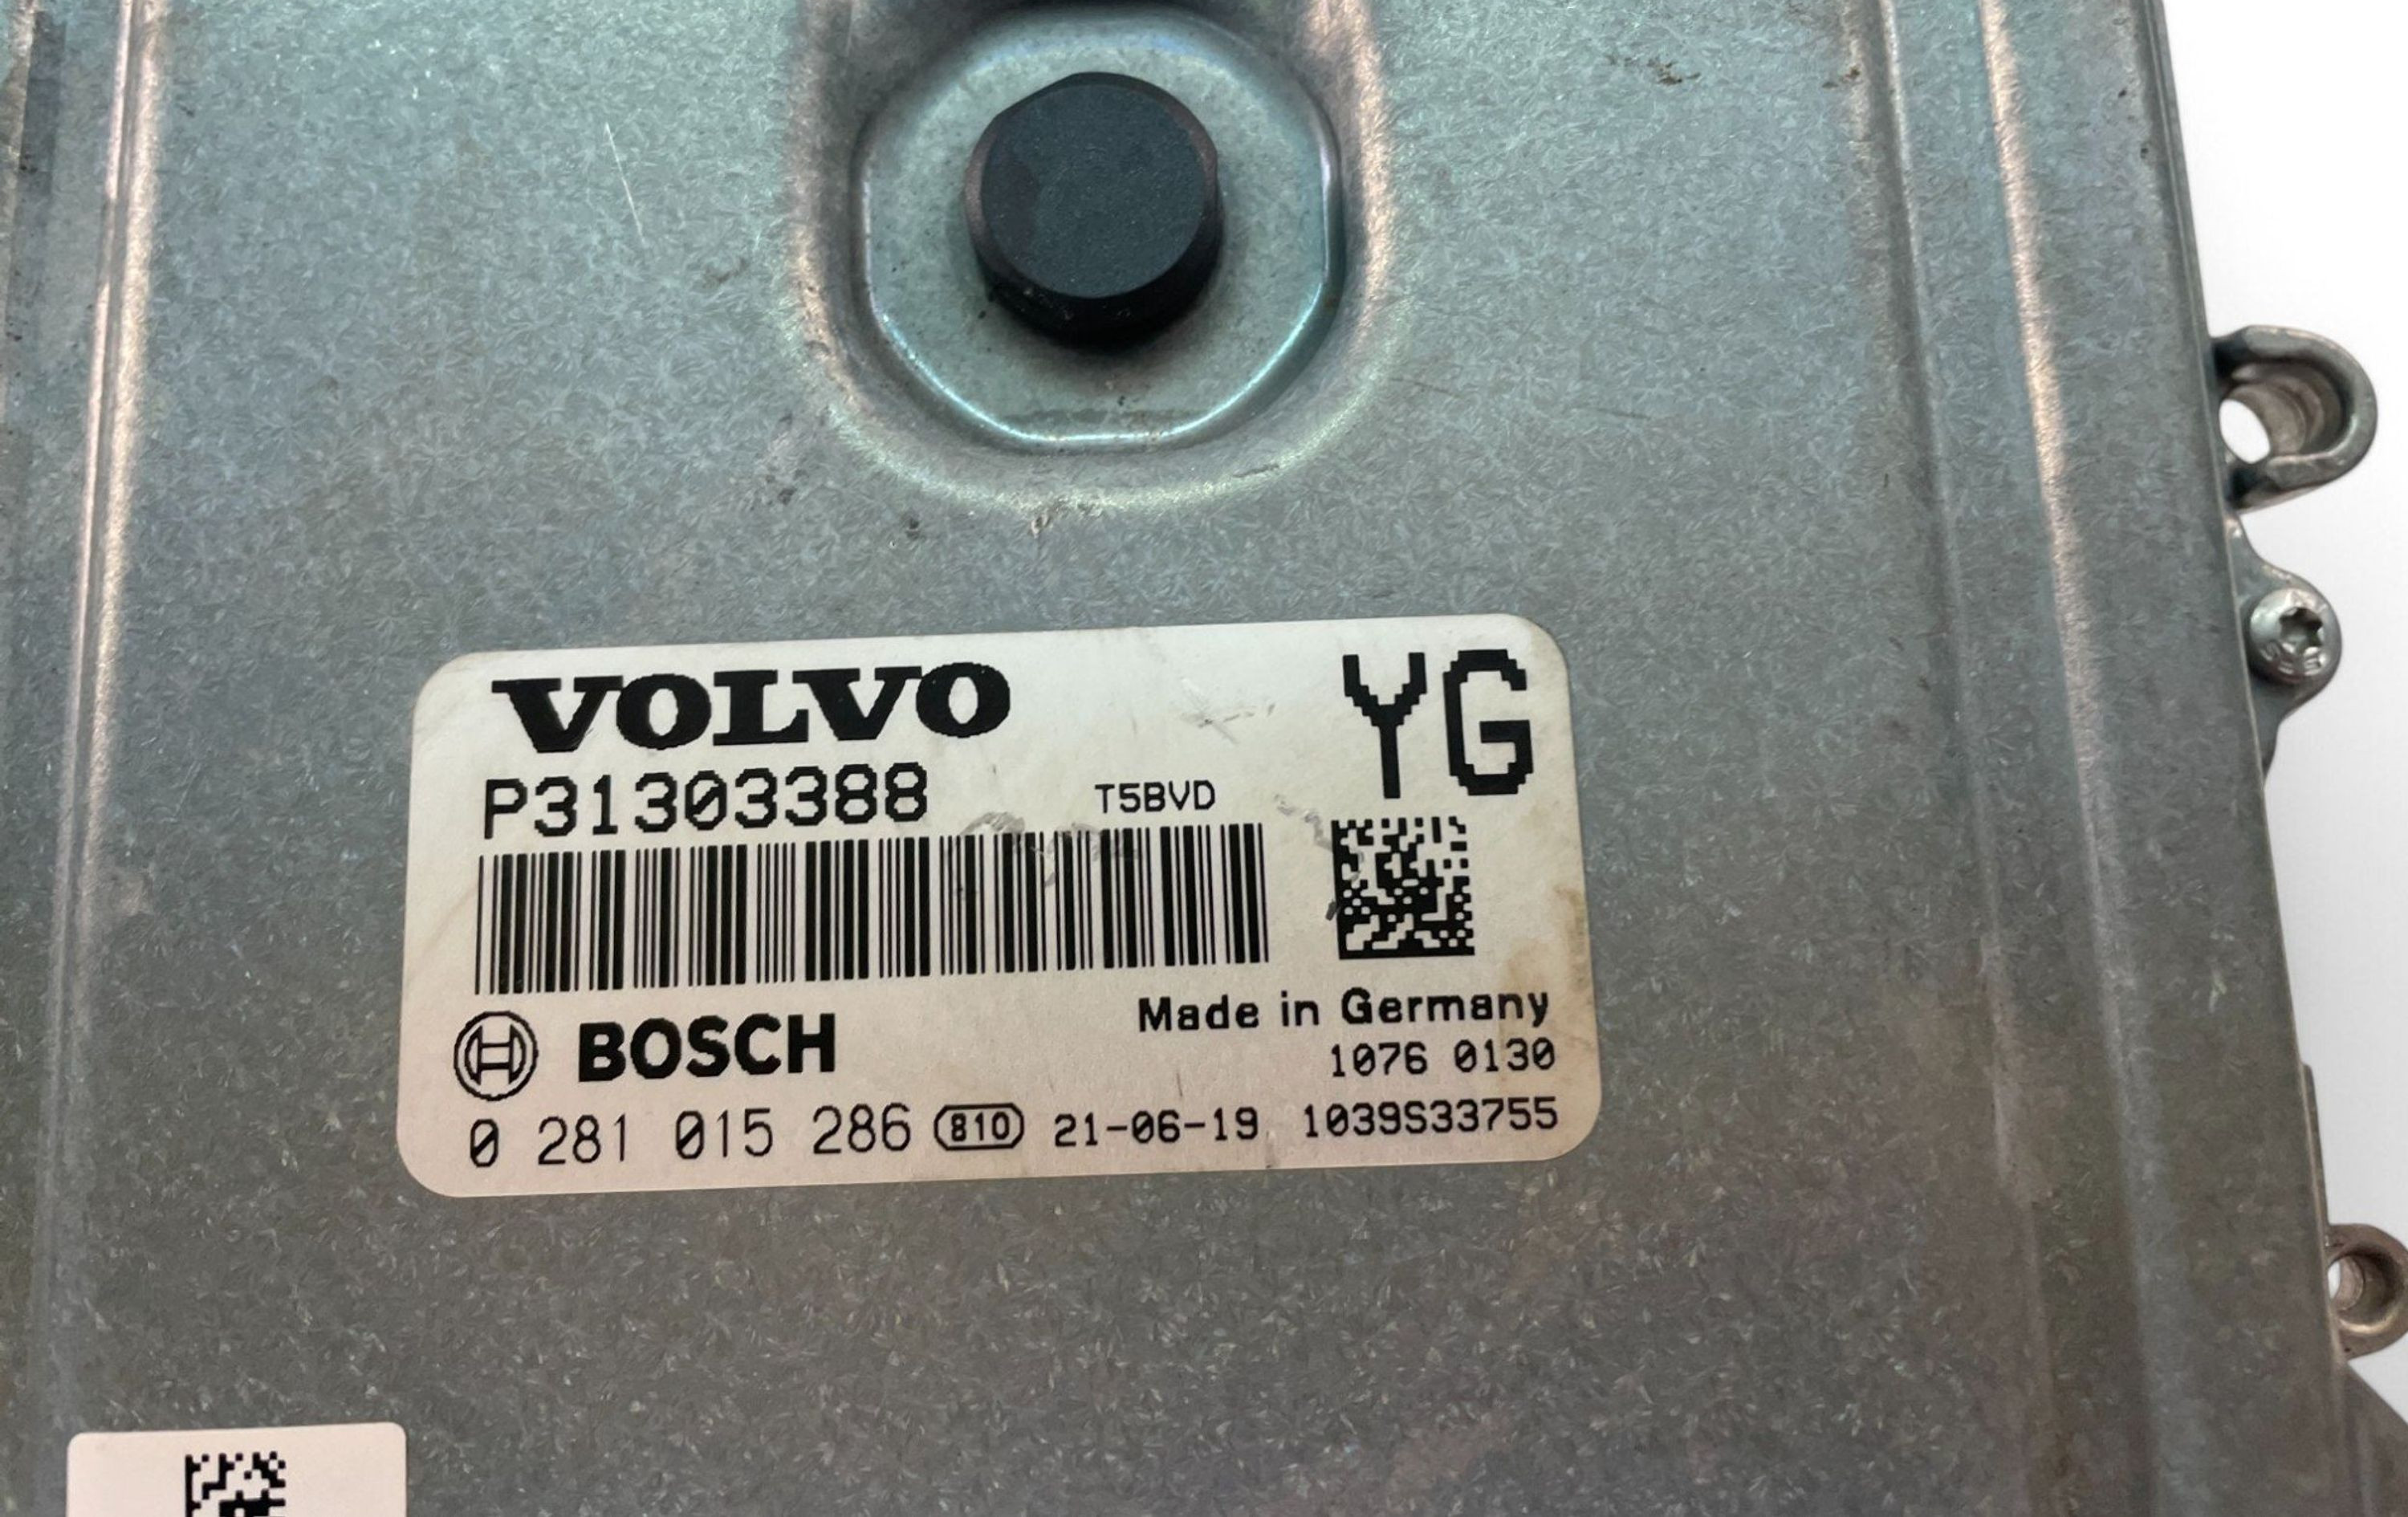 VOLVO YG
P31303388 T5BVD
BOSCH Made in Germany
1076 0130
0 281 015 286 810 21-06-19 1039S33755